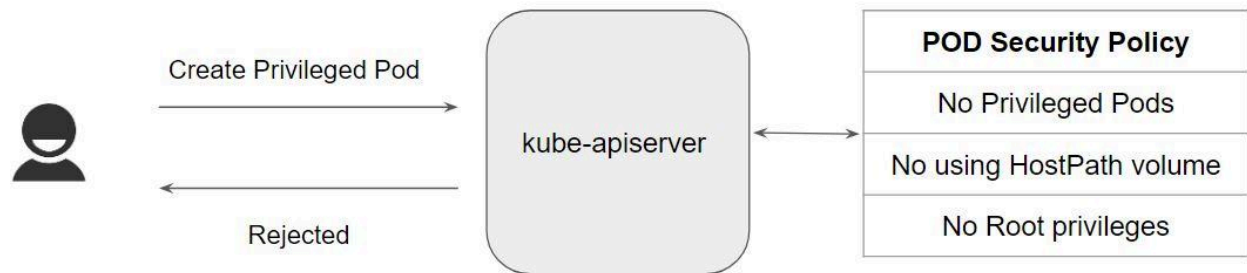 Create Privileged Pod
Rejected
kube-apiserver
POD Security Policy
No Privileged Pods
No using HostPath volume
No Root privileges